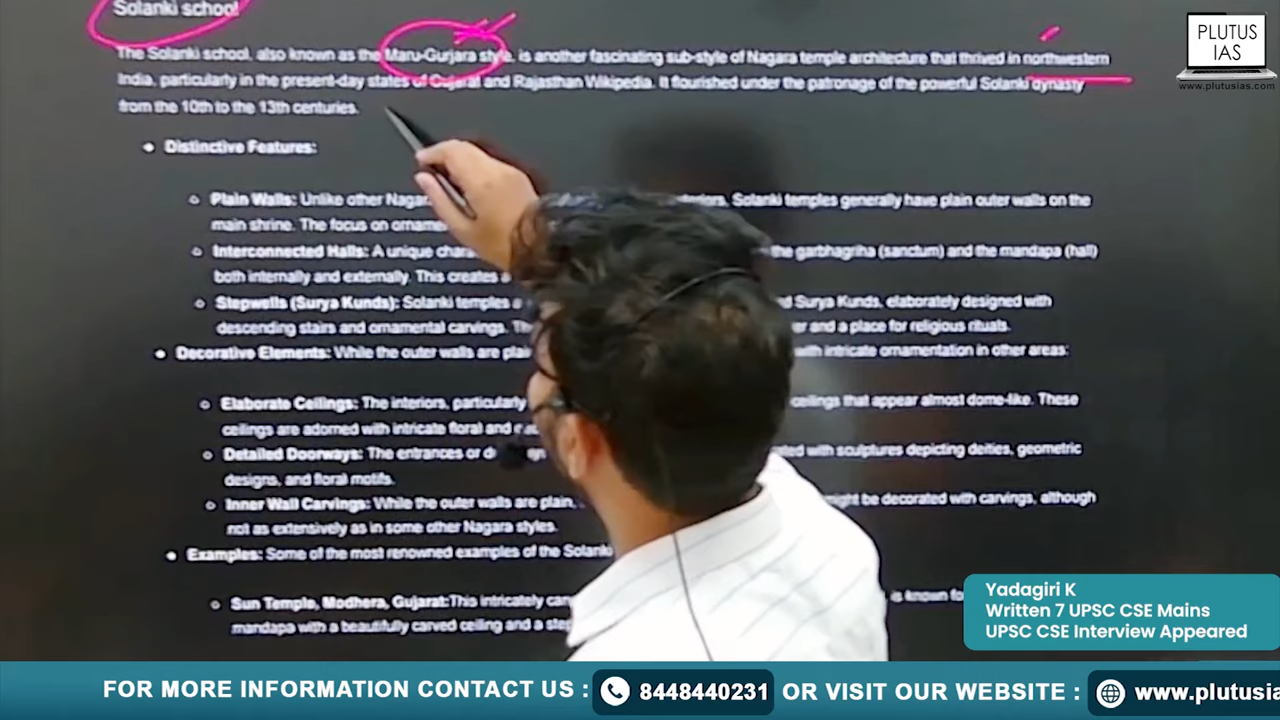 Solanki school
PLUTUS
IAS
www.plutusias.com
The Solanki school, also known as the Maru-Gurjara style, is another fascinating sub-style of Nagara temple architecture that thrived in northwestern
India, particularly in the present-day states of Gujarat and Rajasthan Wikipedia. It flourished under the patronage of the powerful Solanki dynasty
from the 10th to the 13th centuries.
Distinctive Features:
Plain Walls: Unlike other Nagar Solanki temples generally have plain outer walls on the
main shrine. The focus on
Interconnected Halls: A unique the garbhagriha (sanctum) and the mandapa (hall)
both internally and externally. This creates
Stepwells (Surya Kunds): Solanki temples Surya Kunds, elaborately designed with
descending stairs and ornamental carvings. and a place for religious rituals.
Decorative Elements: While the outer walls are with intricate ornamentation in other areas:
Elaborate Ceilings: The interiors, particularly ceilings that appear almost dome-like. These
ceilings are adorned with intricate floral and
Detailed Doorways: The entrances or with sculptures depicting deities, geometric
designs, and floral motifs.
Inner Wall Carvings: While the outer walls are plain, might be decorated with carvings, although
not as extensively as in some other Nagara styles.
Examples: Some of the most renowned examples of the Solanki
Sun Temple, Modhera, Gujarat:This intricately is known
mandapa with a beautifully carved ceiling and a
Yadagiri K
Written 7 UPSC CSE Mains
UPSC CSE Interview Appeared
FOR MORE INFORMATION CONTACT US : 8448440231 OR VISIT OUR WEBSITE : www.plutusia